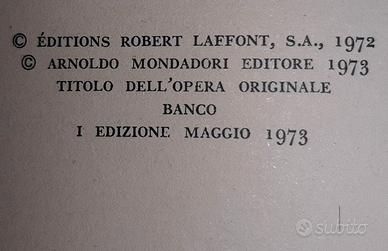 © ÉDITIONS ROBERT LAFFONT, S.A., 1972
© ARNOLDO MONDADORI EDITORE 1973
TITOLO DELL'OPERA ORIGINALE
BANCO
I EDIZIONE MAGGIO 1973
subito